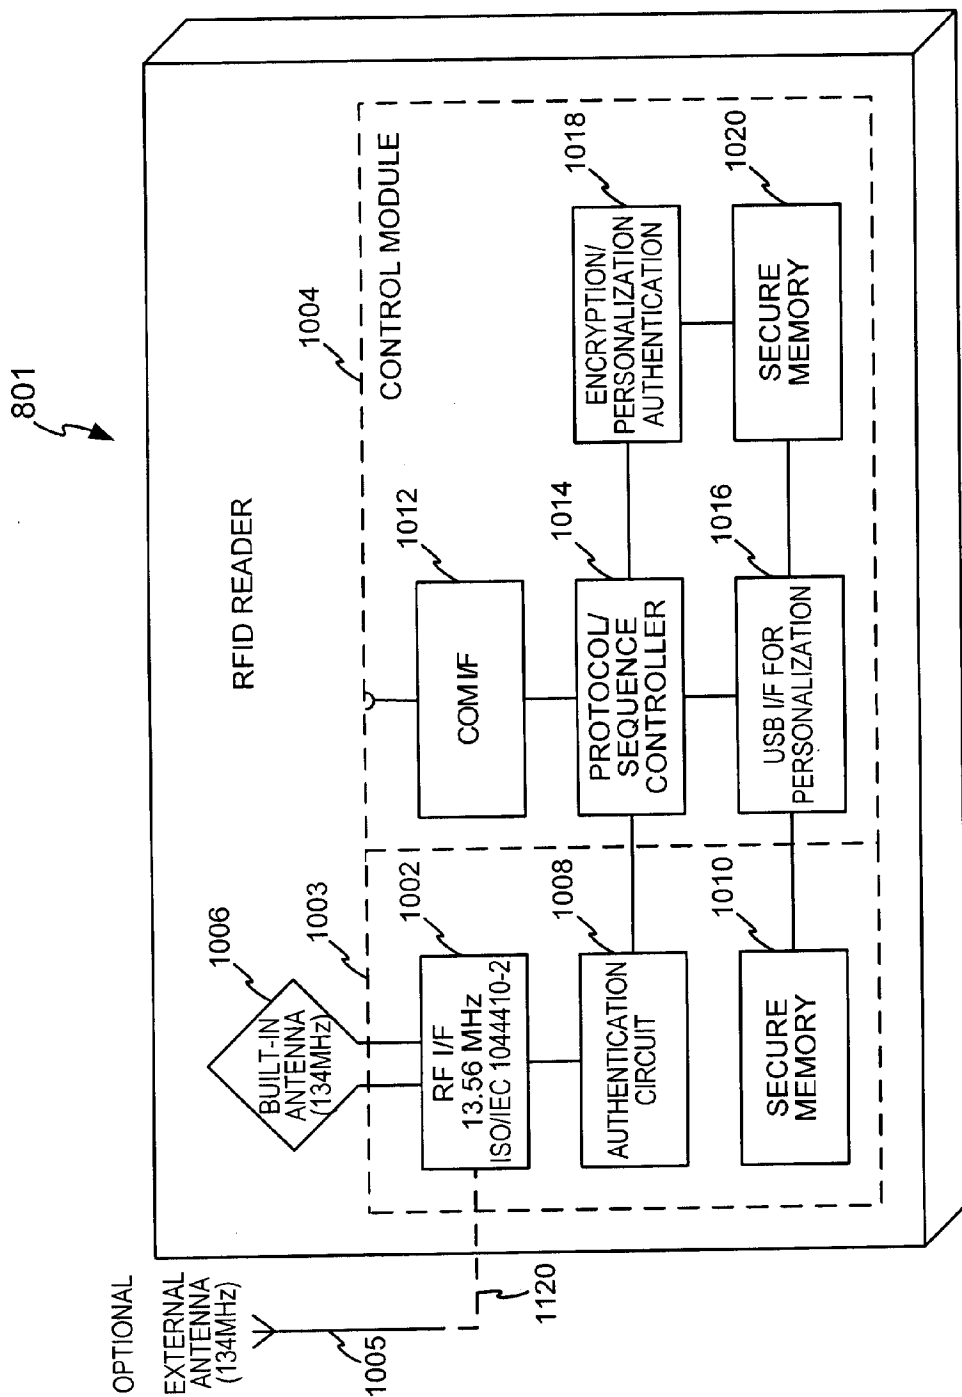 801
RFID READER
1004
CONTROL MODULE
1006
BUILT-IN
ANTENNA
(134MHz)
1003
1002
RF I/F
13.56 MHz
ISO/IEC 1044410-2
1012
COM I/F
1018
ENCRYPTION/
PERSONALIZATION
AUTHENTICATION
1008
AUTHENTICATION
CIRCUIT
1014
PROTOCOL/
SEQUENCE
CONTROLLER
1020
SECURE
MEMORY
1010
SECURE
MEMORY
1016
USB I/F FOR
PERSONALIZATION
OPTIONAL
EXTERNAL
ANTENNA
(134MHz)
1005
1120